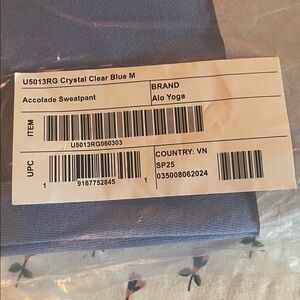 U5013RG Crystal Clear Blue M
Accolade Sweatpant
BRAND
Alo Yoga
ITEM
U5013RG060303
UPC
1 9167752845 1
COUNTRY: VN
SP25
035008062024